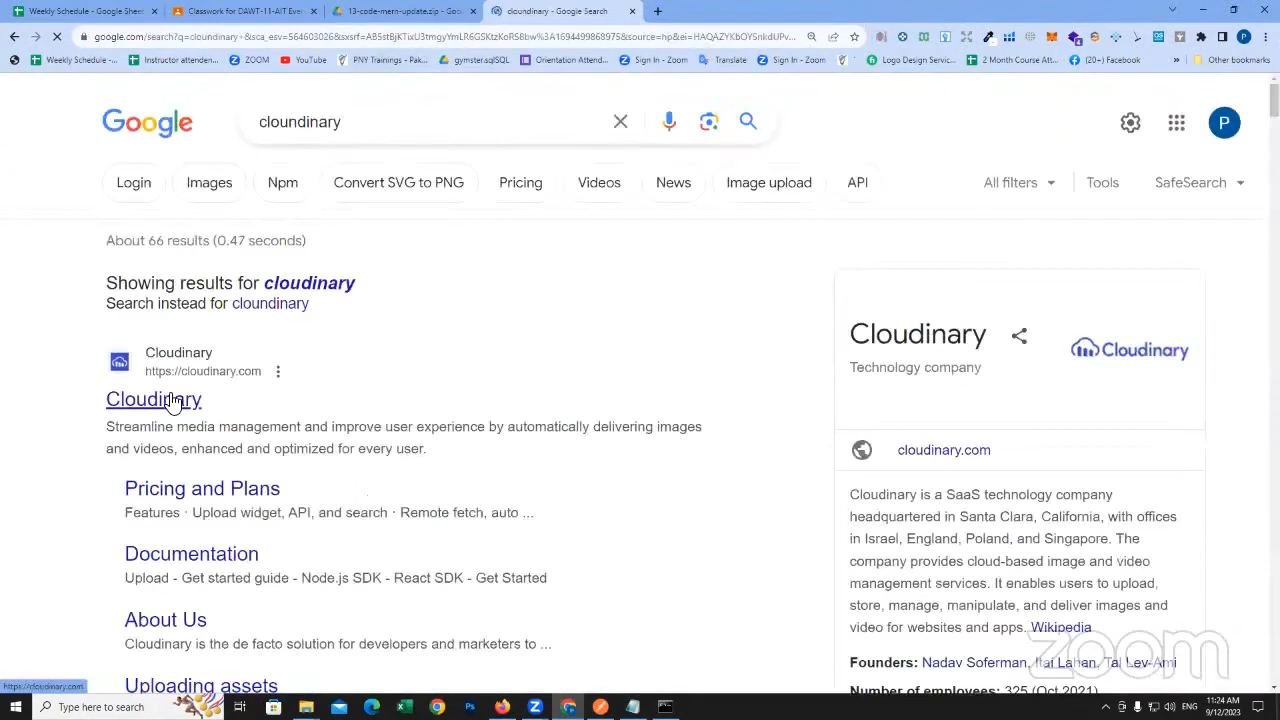 Weekly Schedule - Google Sheets
Classwork for DAWT-11-AIT Even
13-code-mern-update.zip - Google
cloundinary - Google Search
Weekly Schedule -...
Instructor attenden...
ZOOM
YouTube
PNY Trainings - Pak...
gymster.sqlSQL
Orientation Attend...
Sign In - Zoom
Translate
Sign In - Zoom
Logo Design Servic...
2 Month Course Att...
(20+) Facebook
»
Other bookmarks
Google
cloundinary
P
Login
Images
Npm
Convert SVG to PNG
Pricing
Videos
News
Image upload
API
All filters
Tools
SafeSearch
About 66 results (0.47 seconds)
Showing results for cloudinary
Search instead for cloundinary
Cloudinary
https://cloudinary.com
Cloudinary
Streamline media management and improve user experience by automatically delivering images
and videos, enhanced and optimized for every user.
Pricing and Plans
Features · Upload widget, API, and search · Remote fetch, auto ...
Documentation
Upload - Get started guide - Node.js SDK - React SDK - Get Started
About Us
Cloudinary is the de facto solution for developers and marketers to ...
Uploading assets
Cloudinary
Technology company
Cloudinary
cloudinary.com
Cloudinary is a SaaS technology company
headquartered in Santa Clara, California, with offices
in Israel, England, Poland, and Singapore. The
company provides cloud-based image and video
management services. It enables users to upload,
store, manage, manipulate, and deliver images and
video for websites and apps. Wikipedia
Founders: Nadav Soferman, Itai Lahan, Tal Lev-Ami
Number of employees: 325 (Oct 2021)
zoom
https://cloudinary.com
Type here to search
ENG
11:24 AM
9/12/2023